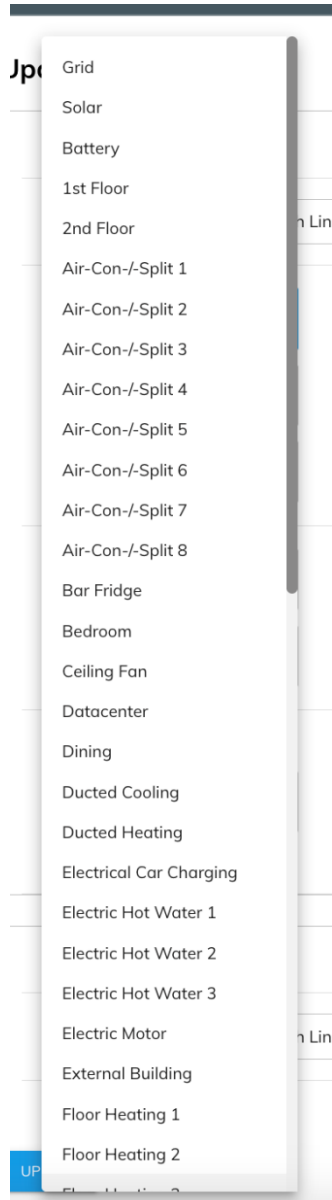 Grid
Solar
Battery
1st Floor
2nd Floor
Air-Con-/-Split 1
Air-Con-/-Split 2
Air-Con-/-Split 3
Air-Con-/-Split 4
Air-Con-/-Split 5
Air-Con-/-Split 6
Air-Con-/-Split 7
Air-Con-/-Split 8
Bar Fridge
Bedroom
Ceiling Fan
Datacenter
Dining
Ducted Cooling
Ducted Heating
Electrical Car Charging
Electric Hot Water 1
Electric Hot Water 2
Electric Hot Water 3
Electric Motor
External Building
Floor Heating 1
Floor Heating 2
UP